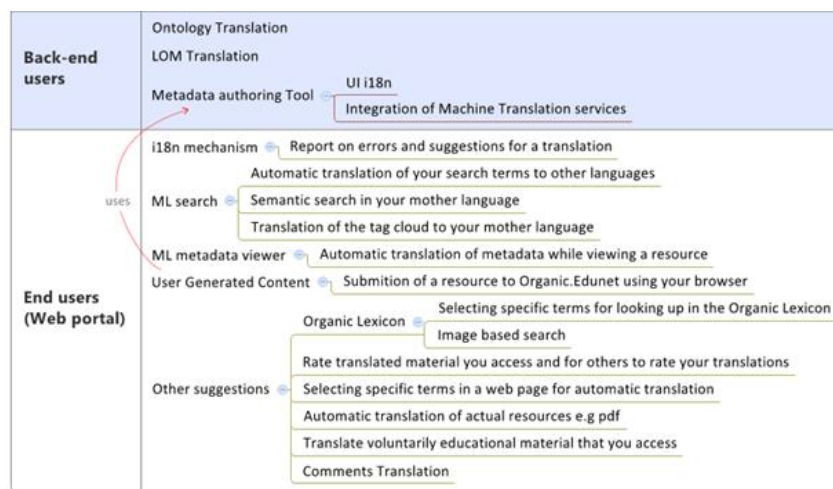 Back-end
users
Ontology Translation
LOM Translation
Metadata authoring Tool
UI i18n
Integration of Machine Translation services
uses
End users
(Web portal)
i18n mechanism
Report on errors and suggestions for a translation
ML search
Automatic translation of your search terms to other languages
Semantic search in your mother language
Translation of the tag cloud to your mother language
ML metadata viewer
Automatic translation of metadata while viewing a resource
User Generated Content
Submition of a resource to Organic.Edunet using your browser
Other suggestions
Organic Lexicon
Selecting specific terms for looking up in the Organic Lexicon
Image based search
Rate translated material you access and for others to rate your translations
Selecting specific terms in a web page for automatic translation
Automatic translation of actual resources e.g pdf
Translate voluntarily educational material that you access
Comments Translation